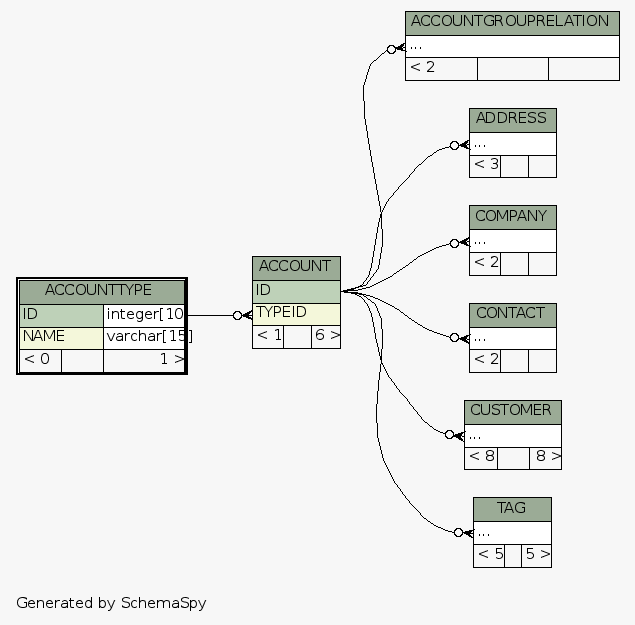 ACCOUNTGROUPRELATION
...
< 2
ADDRESS
...
< 3
COMPANY
...
< 2
ACCOUNT
ID
TYPEID
< 1 6 >
ACCOUNTTYPE
ID integer[10
NAME varchar[15]
< 0 1 >
CONTACT
...
< 2
CUSTOMER
...
< 8 8 >
TAG
...
< 5 5 >
Generated by SchemaSpy